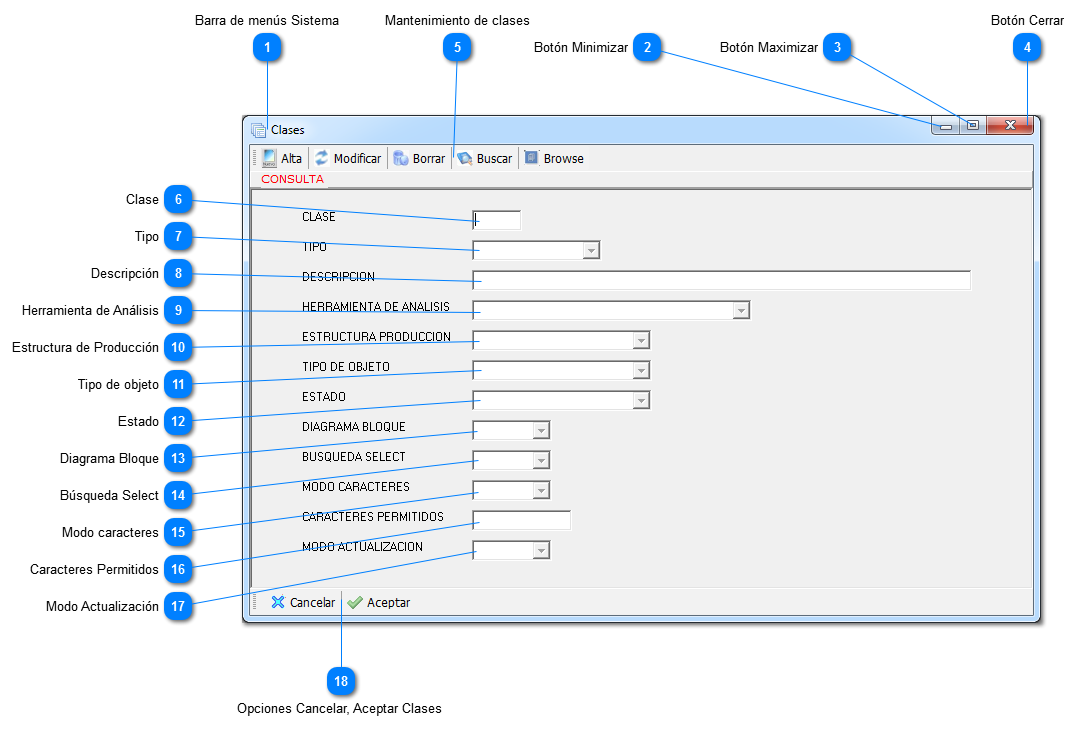 Barra de menús Sistema
Mantenimiento de clases
Botón Cerrar
1
5
Botón Minimizar
2
Botón Maximizar
3
4
Clases
Alta
Modificar
Borrar
Buscar
Browse
CONSULTA
Clase
6
CLASE
Tipo
7
TIPO
Descripción
8
DESCRIPCION
Herramienta de Análisis
9
HERRAMIENTA DE ANALISIS
Estructura de Producción
10
ESTRUCTURA PRODUCCION
Tipo de objeto
11
TIPO DE OBJETO
Estado
12
ESTADO
Diagrama Bloque
13
DIAGRAMA BLOQUE
Búsqueda Select
14
BUSQUEDA SELECT
Modo caracteres
15
MODO CARACTERES
Caracteres Permitidos
16
CARACTERES PERMITIDOS
Modo Actualización
17
MODO ACTUALIZACION
Cancelar
Aceptar
18
Opciones Cancelar, Aceptar Clases